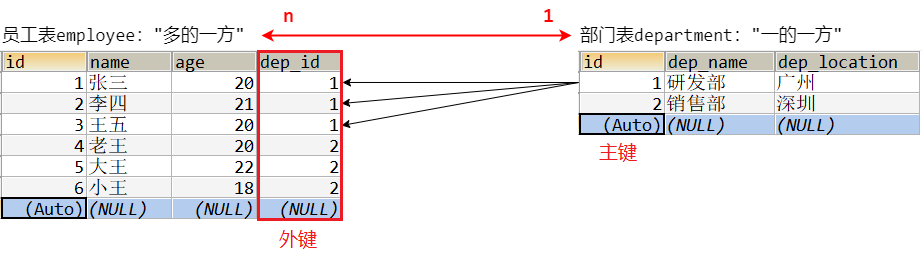 n 1
员工表employee: "多的一方" 部门表department: "一的一方"
id name age dep_id id dep_name dep_location
1 张三 20 1 1 研发部 广州
2 李四 21 1 2 销售部 深圳
3 王五 20 1 (Auto) (NULL) (NULL)
4 老王 20 2 主键
5 大王 22 2
6 小王 18 2
(Auto) (NULL) (NULL) (NULL)
外键